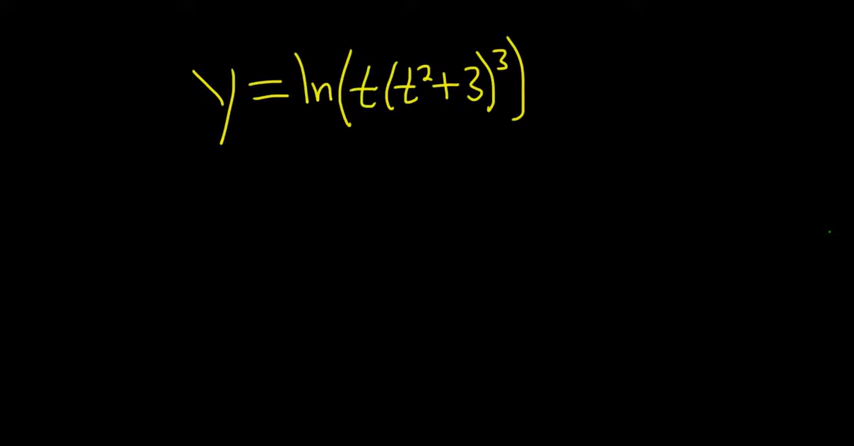 y = ln(t(t²+3)³)